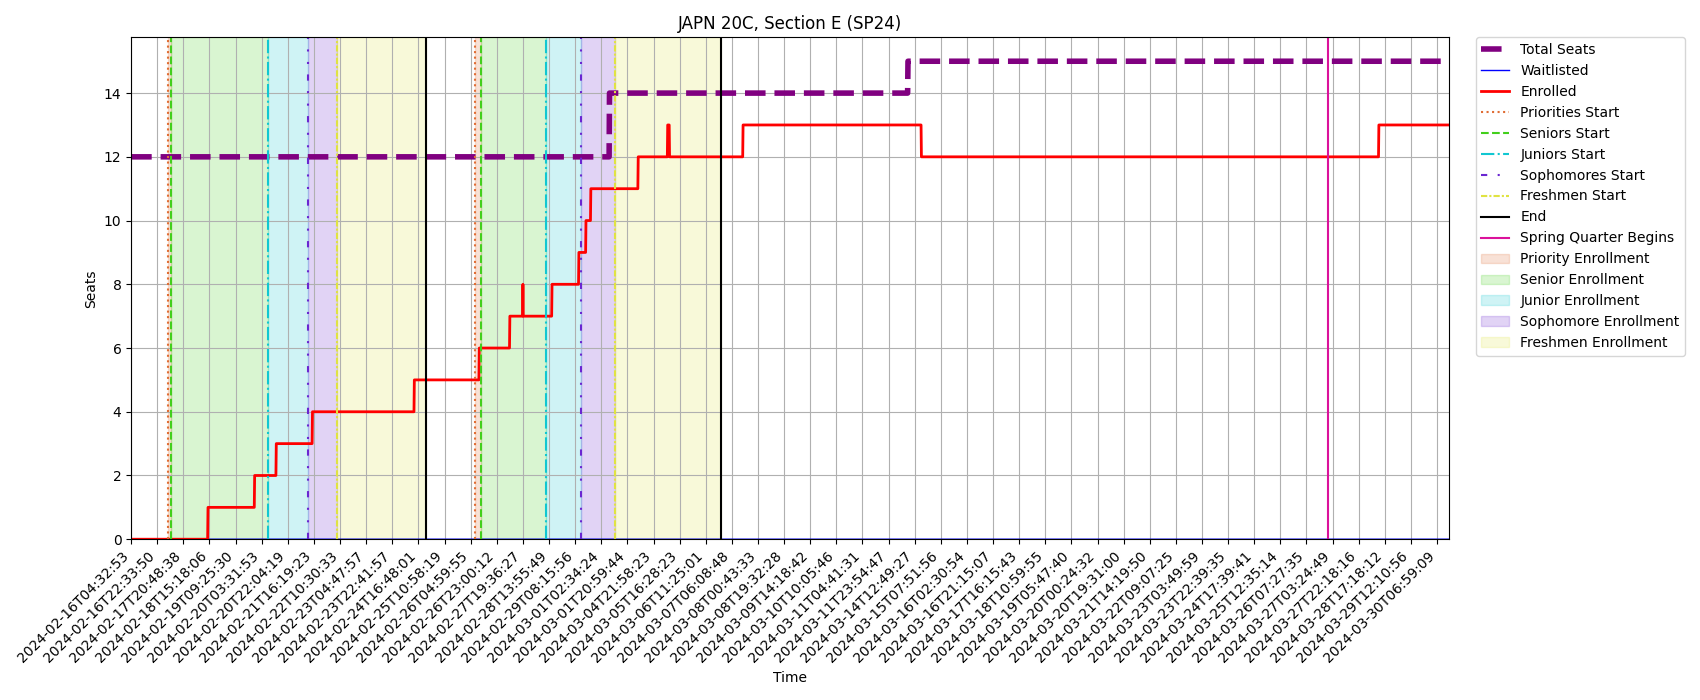 JAPN 20C, Section E (SP24)
Seats
14
12
10
8
6
4
2
0
2024-02-16T04:32:53
2024-02-16T22:33:50
2024-02-17T20:48:38
2024-02-18T15:18:06
2024-02-19T09:25:30
2024-02-20T03:31:53
2024-02-20T22:04:19
2024-02-21T16:19:23
2024-02-22T10:30:33
2024-02-23T04:47:57
2024-02-23T22:41:57
2024-02-24T16:48:01
2024-02-25T10:58:19
2024-02-26T04:59:55
2024-02-26T23:00:12
2024-02-27T19:36:27
2024-02-28T13:55:49
2024-02-29T08:15:56
2024-03-01T02:34:24
2024-03-01T20:59:44
2024-03-04T21:58:23
2024-03-05T16:28:23
2024-03-06T11:25:01
2024-03-07T06:08:48
2024-03-08T00:43:33
2024-03-08T19:32:28
2024-03-09T14:18:42
2024-03-10T10:05:46
2024-03-11T04:41:31
2024-03-11T23:54:47
2024-03-14T12:49:27
2024-03-15T07:51:56
2024-03-16T02:30:54
2024-03-16T21:15:07
2024-03-17T16:15:43
2024-03-18T10:59:55
2024-03-19T05:47:40
2024-03-20T00:24:32
2024-03-20T19:31:00
2024-03-21T14:19:50
2024-03-22T09:07:25
2024-03-23T03:49:59
2024-03-23T22:39:35
2024-03-24T17:39:41
2024-03-25T12:35:14
2024-03-26T07:27:35
2024-03-27T03:24:49
2024-03-27T22:18:16
2024-03-28T17:18:12
2024-03-29T12:10:56
2024-03-30T06:59:09
Time
Total Seats
Waitlisted
Enrolled
Priorities Start
Seniors Start
Juniors Start
Sophomores Start
Freshmen Start
End
Spring Quarter Begins
Priority Enrollment
Senior Enrollment
Junior Enrollment
Sophomore Enrollment
Freshmen Enrollment